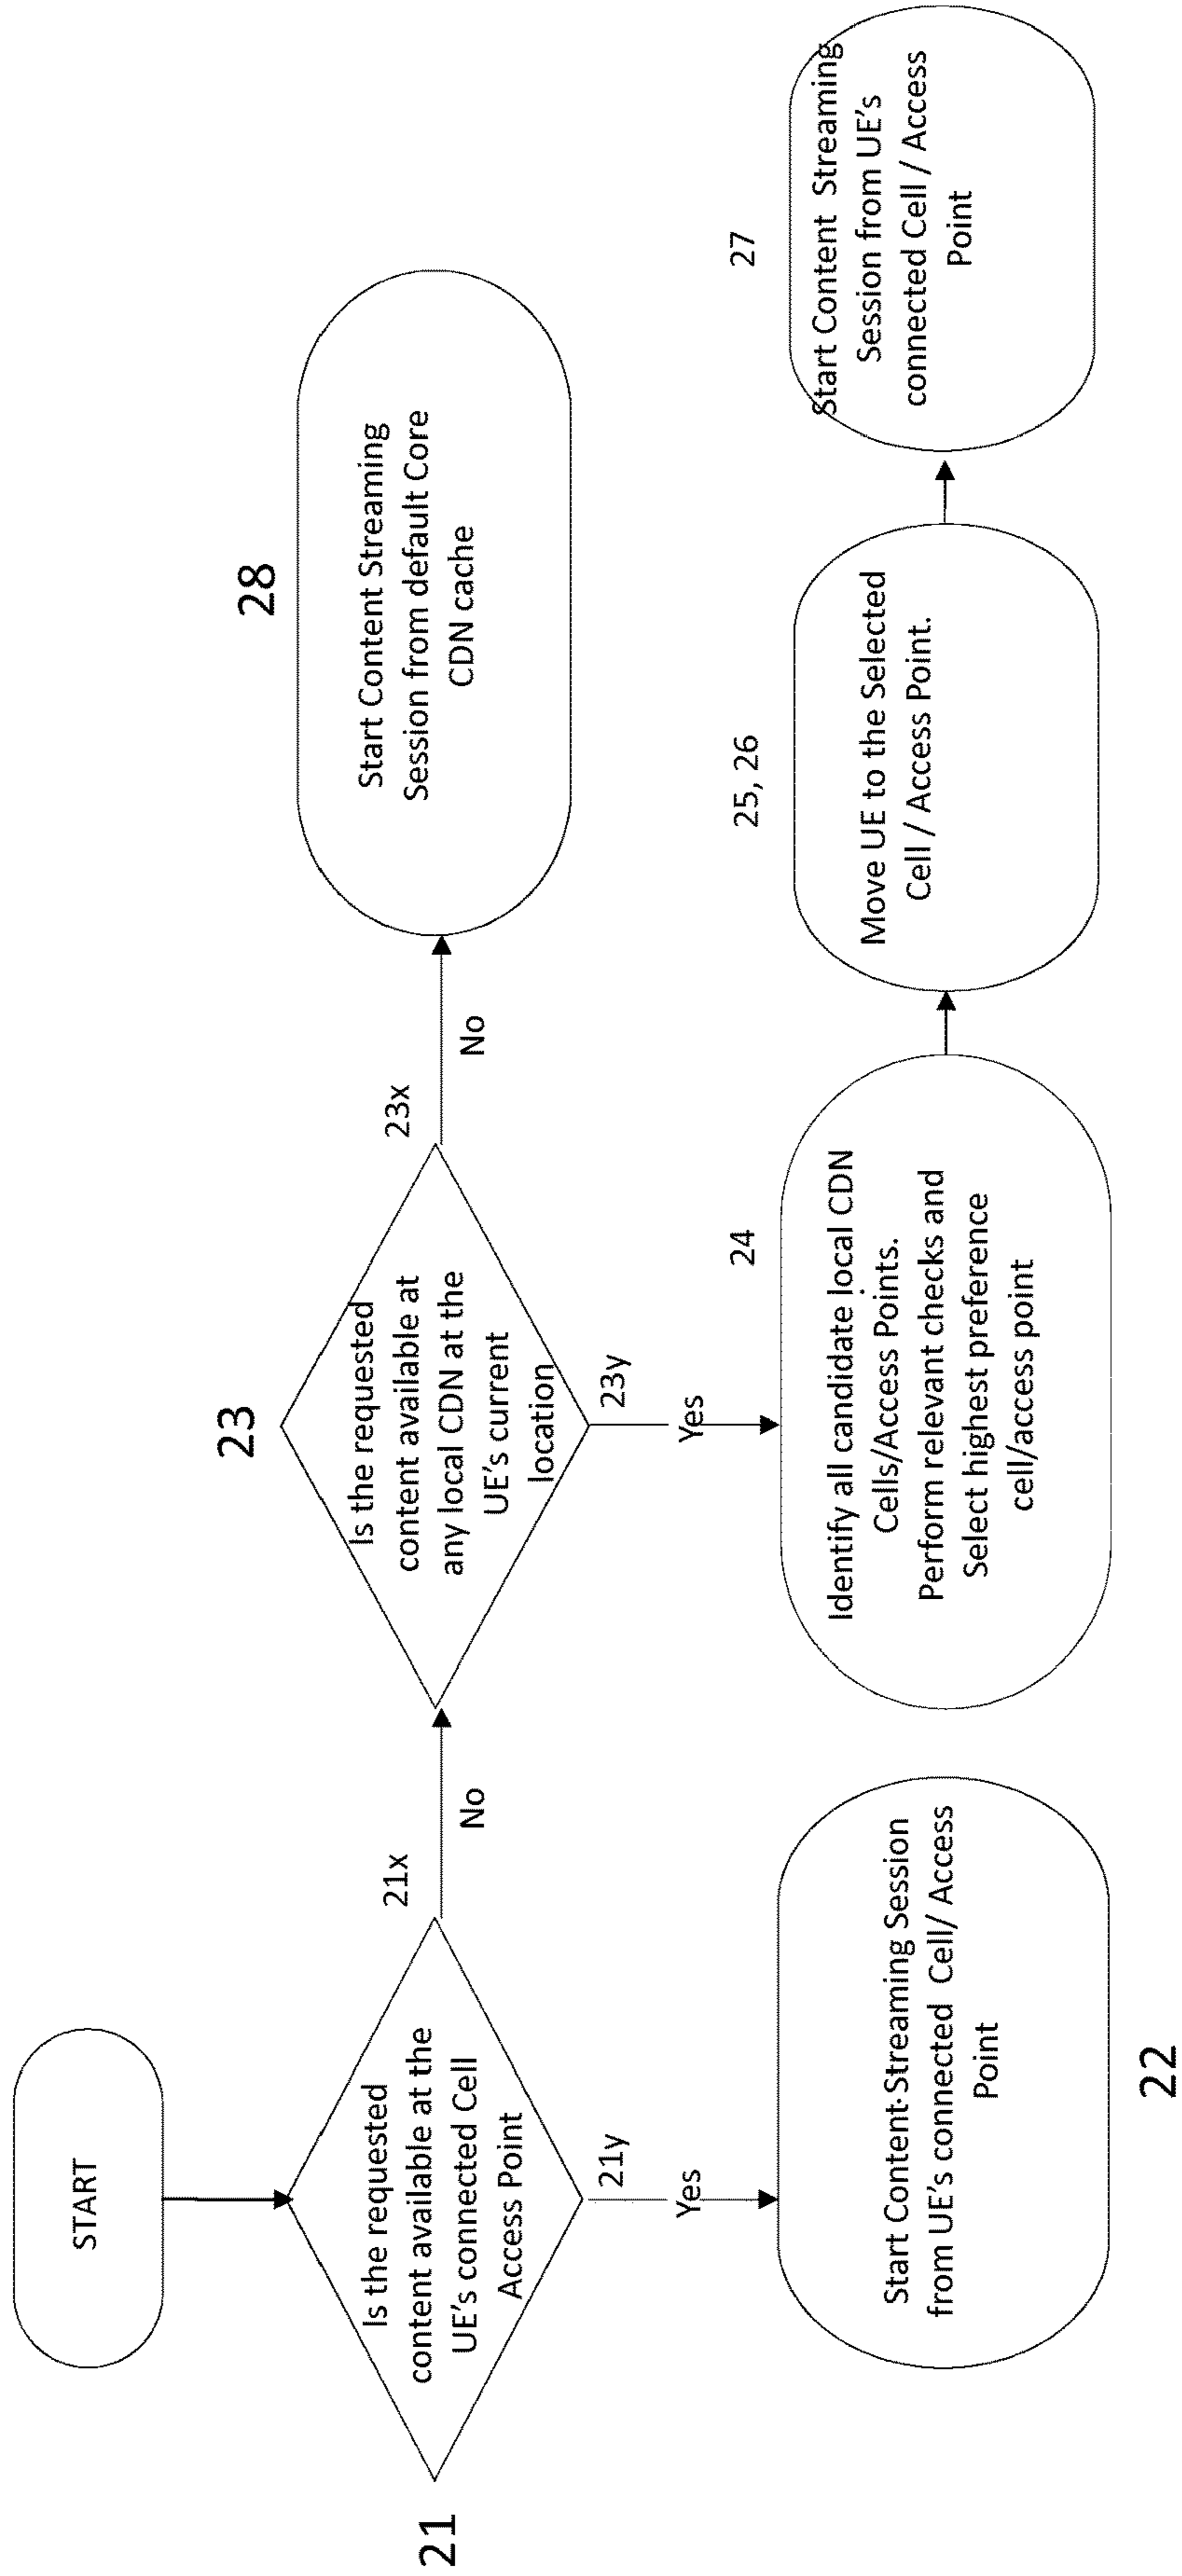 START
21
Is the requested
content available at the
UE's connected Cell
Access Point
21x
No
21y
Yes
Start Content Streaming Session
from UE's connected Cell/ Access
Point
22
23
Is the requested
content available at
any local CDN at the
UE's current
location
23x
No
23y
Yes
28
Start Content Streaming
Session from default Core
CDN cache
24
Identify all candidate local CDN
Cells/Access Points.
Perform relevant checks and
Select highest preference
cell/access point
25, 26
Move UE to the Selected
Cell / Access Point.
27
Start Content Streaming
Session from UE's
connected Cell / Access
Point